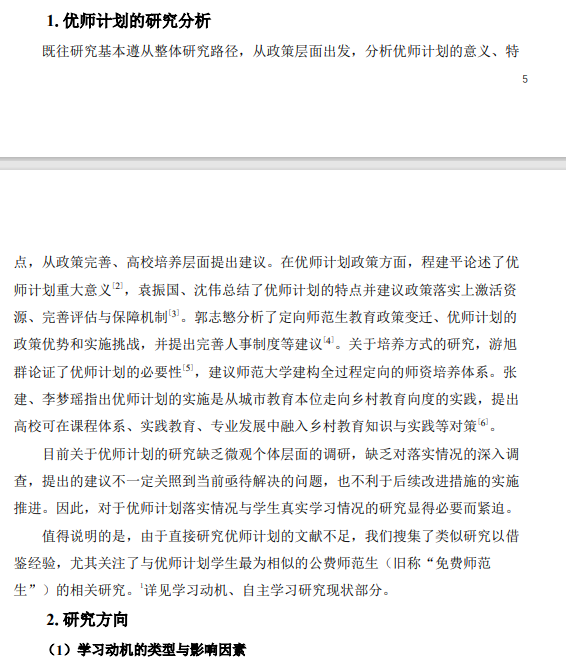 1. 优师计划的研究分析
既往研究基本遵从整体研究路径，从政策层面出发，分析优师计划的意义、特
5
点，从政策完善、高校培养层面提出建议。在优师计划政策方面，程建平论述了优
师计划重大意义[2]，袁振国、沈伟总结了优师计划的特点并建议政策落实上激活资
源、完善评估与保障机制[3]。郭志慜分析了定向师范生教育政策变迁、优师计划的
政策优势和实施挑战，并提出完善人事制度等建议[4]。关于培养方式的研究，游旭
群论证了优师计划的必要性[5]，建议师范大学建构全过程定向的师资培养体系。张
建、李梦瑶指出优师计划的实施是从城市教育本位走向乡村教育向度的实践，提出
高校可在课程体系、实践教育、专业发展中融入乡村教育知识与实践等对策[6]。
目前关于优师计划的研究缺乏微观个体层面的调研，缺乏对落实情况的深入调
查，提出的建议不一定关照到当前亟待解决的问题，也不利于后续改进措施的实施
推进。因此，对于优师计划落实情况与学生真实学习情况的研究显得必要而紧迫。
值得说明的是，由于直接研究优师计划的文献不足，我们搜集了类似研究以借
鉴经验，尤其关注了与优师计划学生最为相似的公费师范生（旧称“免费师范
生”）的相关研究。1详见学习动机、自主学习研究现状部分。
2. 研究方向
（1）学习动机的类型与影响因素